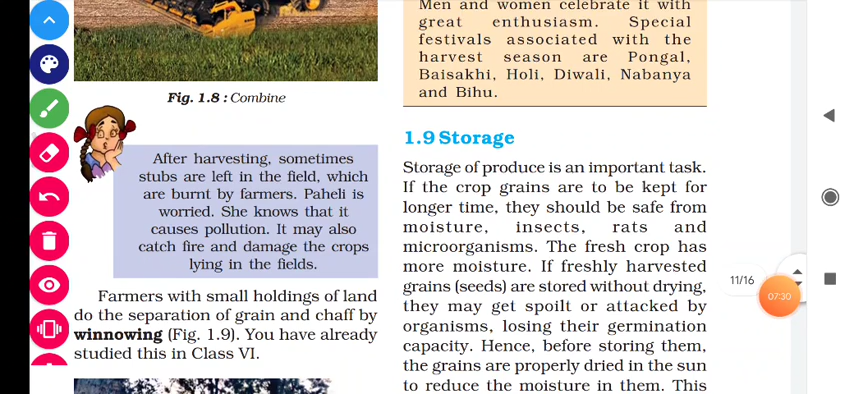 Fig. 1.8 : Combine
After harvesting, sometimes
stubs are left in the field, which
are burnt by farmers. Paheli is
worried. She knows that it
causes pollution. It may also
catch fire and damage the crops
lying in the fields.
Farmers with small holdings of land
do the separation of grain and chaff by
winnowing (Fig. 1.9). You have already
studied this in Class VI.
Men and women celebrate it with
great enthusiasm. Special
festivals associated with the
harvest season are Pongal,
Baisakhi, Holi, Diwali, Nabanya
and Bihu.
1.9 Storage
Storage of produce is an important task.
If the crop grains are to be kept for
longer time, they should be safe from
moisture, insects, rats and
microorganisms. The fresh crop has
more moisture. If freshly harvested
grains (seeds) are stored without drying,
they may get spoilt or attacked by
organisms, losing their germination
capacity. Hence, before storing them,
the grains are properly dried in the sun
to reduce the moisture in them. This
11/16
07:30